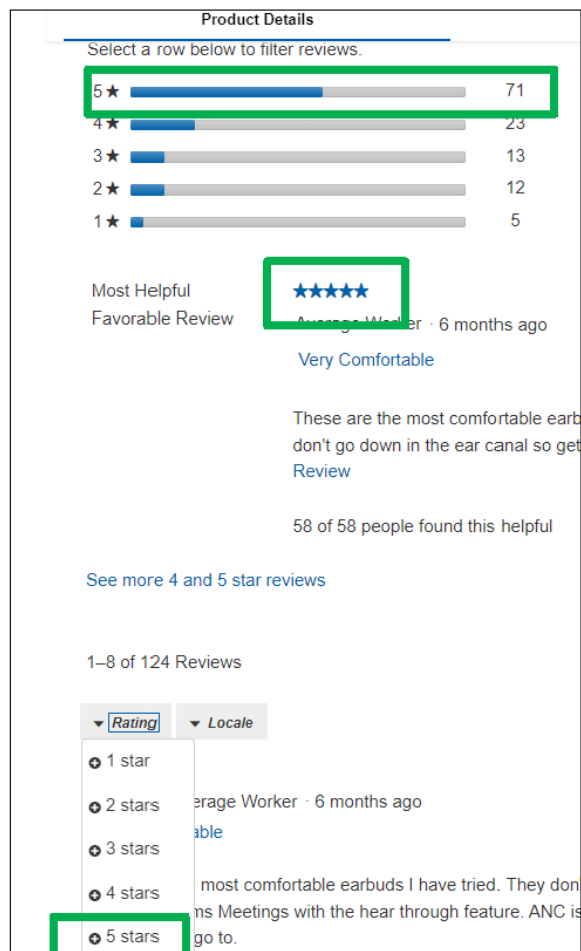 Product Details
Select a row below to filter reviews.
5★ 71
4★ 23
3★ 13
2★ 12
1★ 5
Most Helpful
Favorable Review
★★★★★
Average Worker · 6 months ago
Very Comfortable
These are the most comfortable earb
don't go down in the ear canal so get
Review
58 of 58 people found this helpful
See more 4 and 5 star reviews
1–8 of 124 Reviews
Rating Locale
1 star
2 stars
erage Worker · 6 months ago
able
3 stars
4 stars
most comfortable earbuds I have tried. They don
ms Meetings with the hear through feature. ANC is
5 stars
go to.